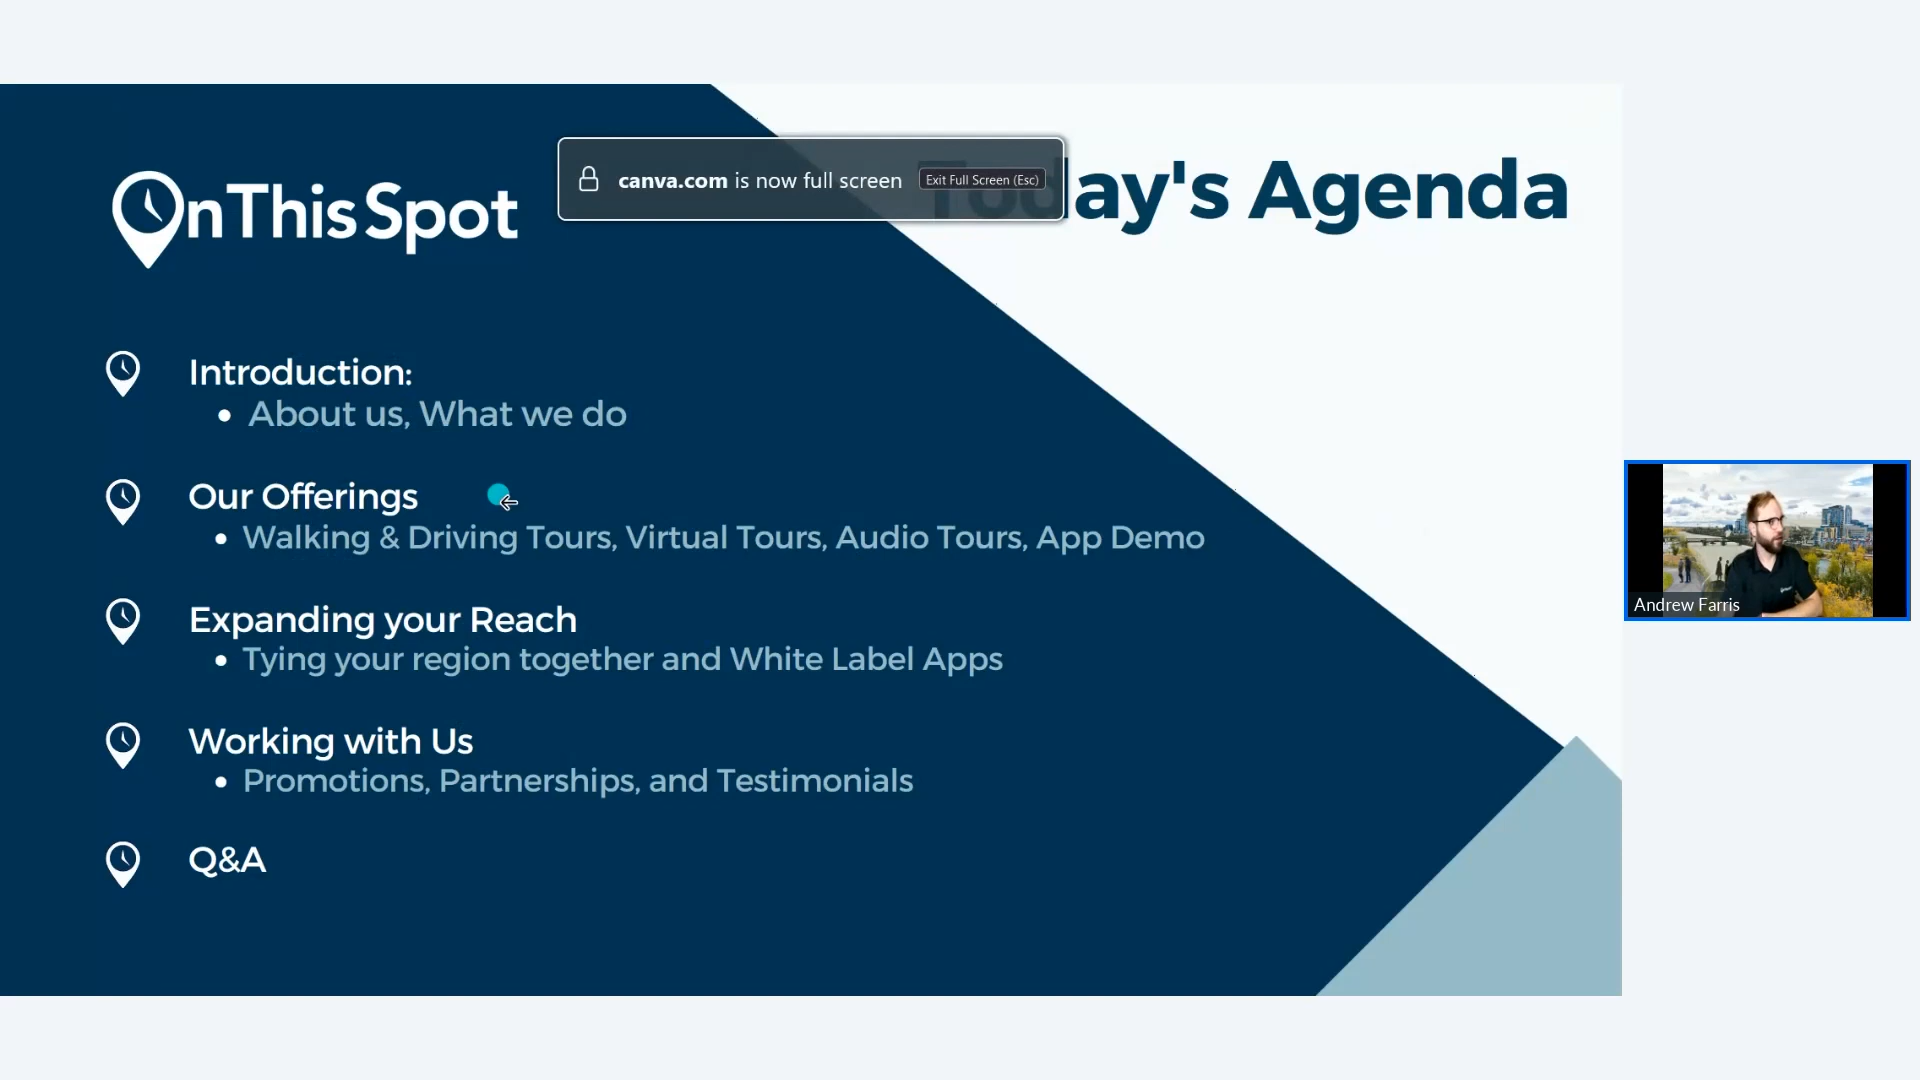 OnThisSpot
canva.com is now full screen Exit Full Screen (Esc)
Today's Agenda
Introduction:
• About us, What we do
Our Offerings
• Walking & Driving Tours, Virtual Tours, Audio Tours, App Demo
Expanding your Reach
• Tying your region together and White Label Apps
Working with Us
• Promotions, Partnerships, and Testimonials
Q&A
Andrew Farris